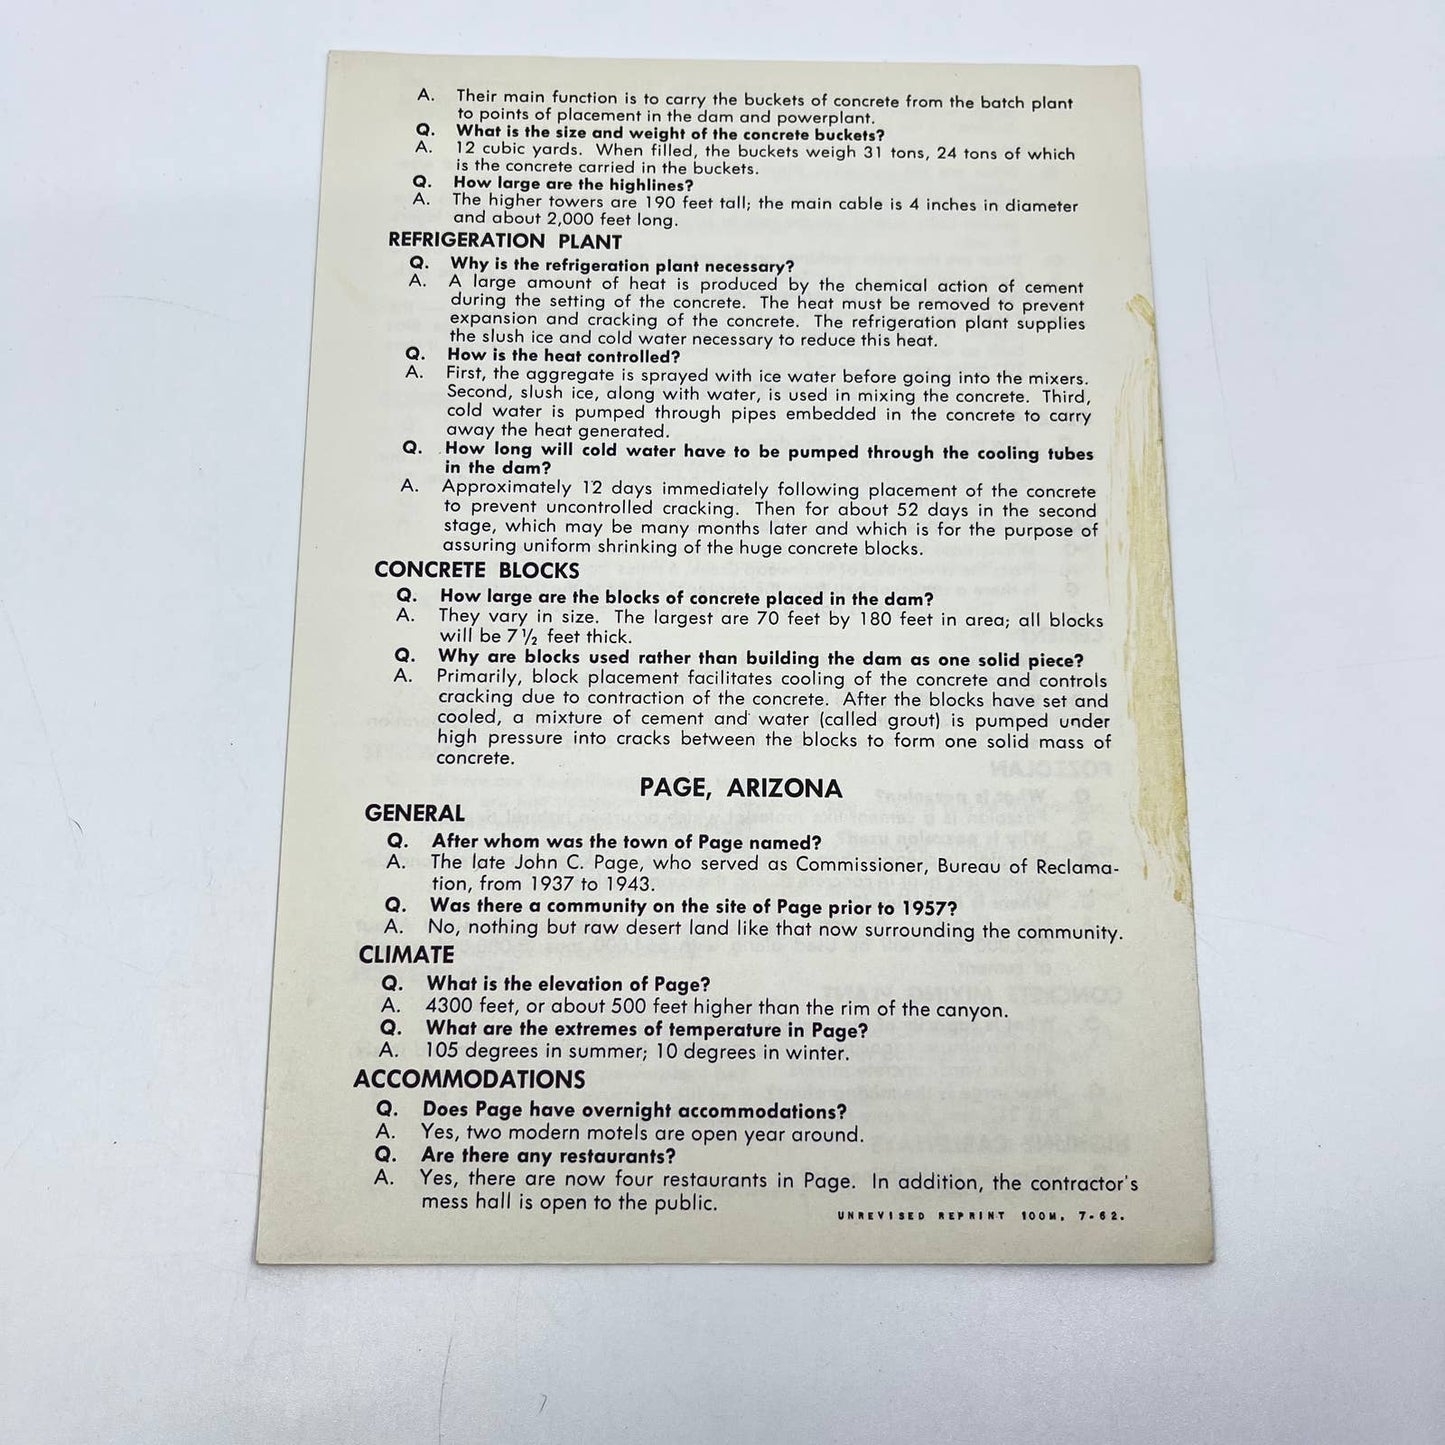 A. Their main function is to carry the buckets of concrete from the batch plant
to points of placement in the dam and powerplant.
Q. What is the size and weight of the concrete buckets?
A. 12 cubic yards. When filled, the buckets weigh 31 tons, 24 tons of which
is the concrete carried in the buckets.
Q. How large are the highlines?
A. The higher towers are 190 feet tall; the main cable is 4 inches in diameter
and about 2,000 feet long.
REFRIGERATION PLANT
Q. Why is the refrigeration plant necessary?
A. A large amount of heat is produced by the chemical action of cement
during the setting of the concrete. The heat must be removed to prevent
expansion and cracking of the concrete. The refrigeration plant supplies
the slush ice and cold water necessary to reduce this heat.
Q. How is the heat controlled?
A. First, the aggregate is sprayed with ice water before going into the mixers.
Second, slush ice, along with water, is used in mixing the concrete. Third,
cold water is pumped through pipes embedded in the concrete to carry
away the heat generated.
Q. How long will cold water have to be pumped through the cooling tubes
in the dam?
A. Approximately 12 days immediately following placement of the concrete
to prevent uncontrolled cracking. Then for about 52 days in the second
stage, which may be many months later and which is for the purpose of
assuring uniform shrinking of the huge concrete blocks.
CONCRETE BLOCKS
Q. How large are the blocks of concrete placed in the dam?
A. They vary in size. The largest are 70 feet by 180 feet in area; all blocks
will be 7½ feet thick.
Q. Why are blocks used rather than building the dam as one solid piece?
A. Primarily, block placement facilitates cooling of the concrete and controls
cracking due to contraction of the concrete. After the blocks have set and
cooled, a mixture of cement and water (called grout) is pumped under
high pressure into cracks between the blocks to form one solid mass of
concrete.
PAGE, ARIZONA
GENERAL
Q. After whom was the town of Page named?
A. The late John C. Page, who served as Commissioner, Bureau of Reclama-
tion, from 1937 to 1943.
Q. Was there a community on the site of Page prior to 1957?
A. No, nothing but raw desert land like that now surrounding the community.
CLIMATE
Q. What is the elevation of Page?
A. 4300 feet, or about 500 feet higher than the rim of the canyon.
Q. What are the extremes of temperature in Page?
A. 105 degrees in summer; 10 degrees in winter.
ACCOMMODATIONS
Q. Does Page have overnight accommodations?
A. Yes, two modern motels are open year around.
Q. Are there any restaurants?
A. Yes, there are now four restaurants in Page. In addition, the contractor's
mess hall is open to the public.
UNREVISED REPRINT 100M, 7-62.